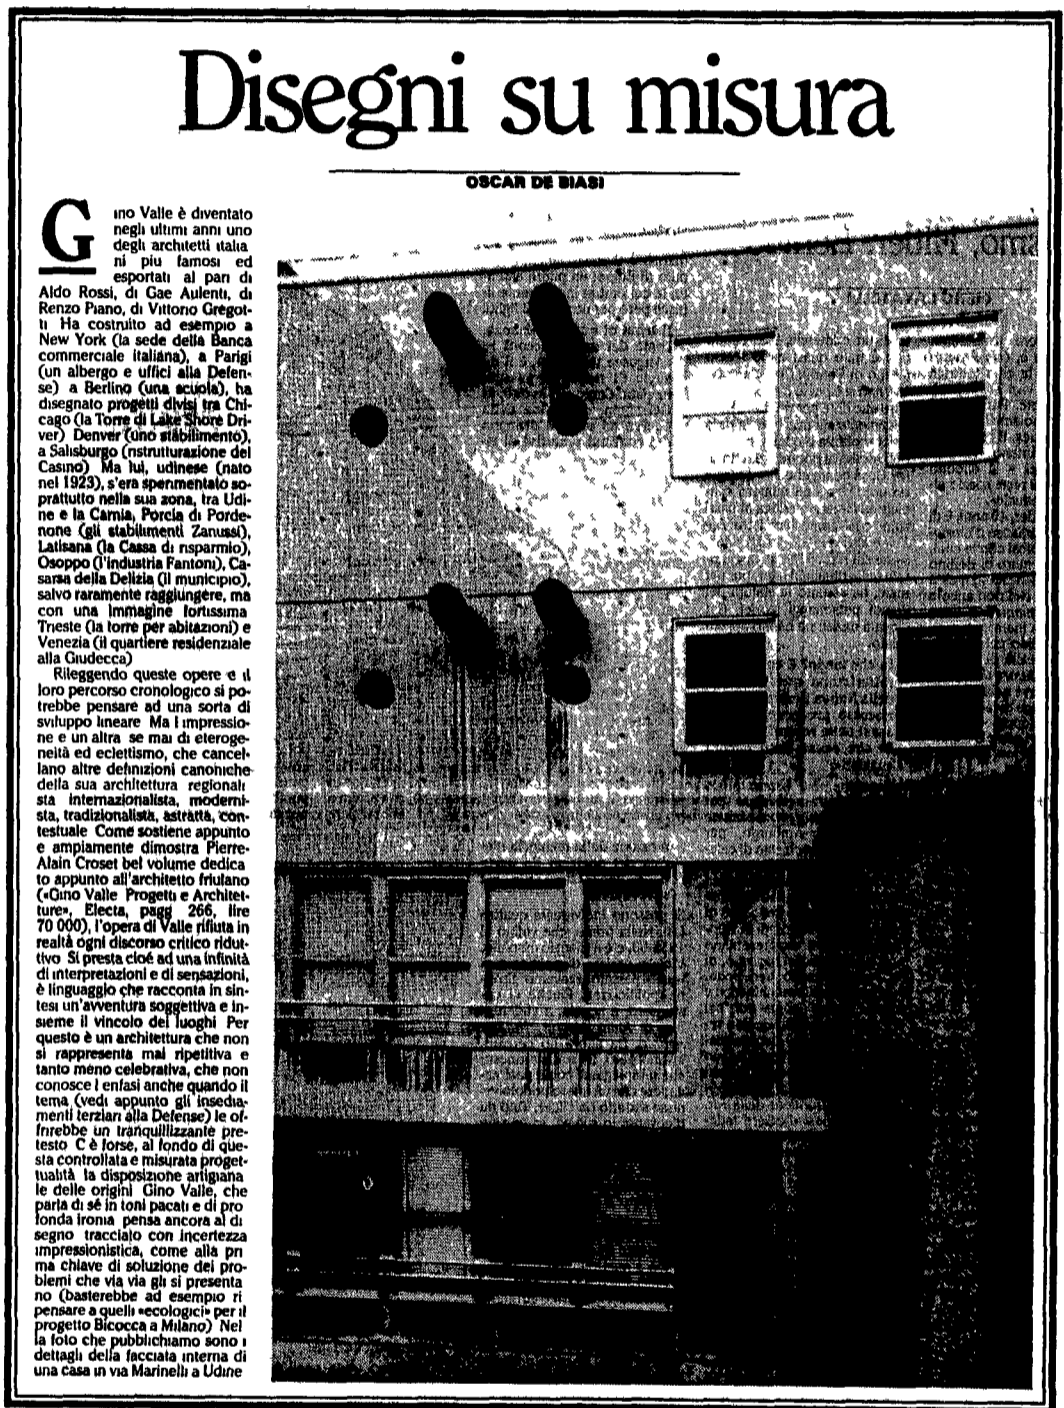 Disegni su misura
OSCAR DE BIASI
Gino Valle è diventato
negli ultimi anni uno
degli architetti italia
ni piu famosi ed
esportati al pari di
Aldo Rossi, di Gae Aulenti, di
Renzo Piano, di Vittorio Gregot-
ti Ha costruito ad esempio a
New York (la sede della Banca
commerciale italiana), a Parigi
(un albergo e uffici alla Defen-
se) a Berlino (una scuola), ha
disegnato progetti divisi tra Chi-
cago (la Torre di Lake Shore Dri-
ver) Denver (uno stabilimento),
a Salisburgo (ristrutturazione del
Casino) Ma lui, udinese (nato
nel 1923), s'era sperimentato so-
prattutto nella sua zona, tra Udi-
ne e la Carnia, Porcia di Porde-
none (gli stabilimenti Zanussi),
Latisana (la Cassa di risparmio),
Osoppo (l'industria Fantoni), Ca-
sarsa della Delizia (il municipio),
salvo raramente raggiungere, ma
con una immagine fortissima
Trieste (la torre per abitazioni) e
Venezia (il quartiere residenziale
alla Giudecca)
Rileggendo queste opere e il
loro percorso cronologico si po-
trebbe pensare ad una sorta di
sviluppo lineare Ma l impressio-
ne e un altra se mai di eteroge-
neità ed eclettismo, che cancel-
lano altre definizioni canoniche
della sua architettura regionali
sta internazionalista, moderni-
sta, tradizionalista, astratta, con-
testuale Come sostiene appunto
e ampiamente dimostra Pierre-
Alain Croset bel volume dedica
to appunto all'architetto friulano
(«Gino Valle Progetti e Architet-
ture», Electa, pagg 266, lire
70 000), l'opera di Valle rifiuta in
realtà ogni discorso critico ridut-
tivo Si presta cioé ad una infinità
di interpretazioni e di sensazioni,
è linguaggio che racconta in sin-
tesi un'avventura soggettiva e in-
sieme il vincolo dei luoghi Per
questo è un architettura che non
si rappresenta mai ripetitiva e
tanto meno celebrativa, che non
conosce l enfasi anche quando il
tema (vedi appunto gli insedia-
menti terziari alla Defense) le of-
frirebbe un tranquillizzante pre-
testo C è forse, al fondo di que-
sta controllata e misurata proget-
tualità la disposizione artigiana
le delle origini Gino Valle, che
parla di sé in toni pacati e di pro
fonda ironia pensa ancora al di
segno tracciato con incertezza
impressionistica, come alla pri
ma chiave di soluzione dei pro-
blemi che via via gli si presenta
no (basterebbe ad esempio ri
pensare a quelli «ecologici» per il
progetto Bicocca a Milano) Nel
la foto che pubblichiamo sono i
dettagli della facciata interna di
una casa in via Marinelli a Udine